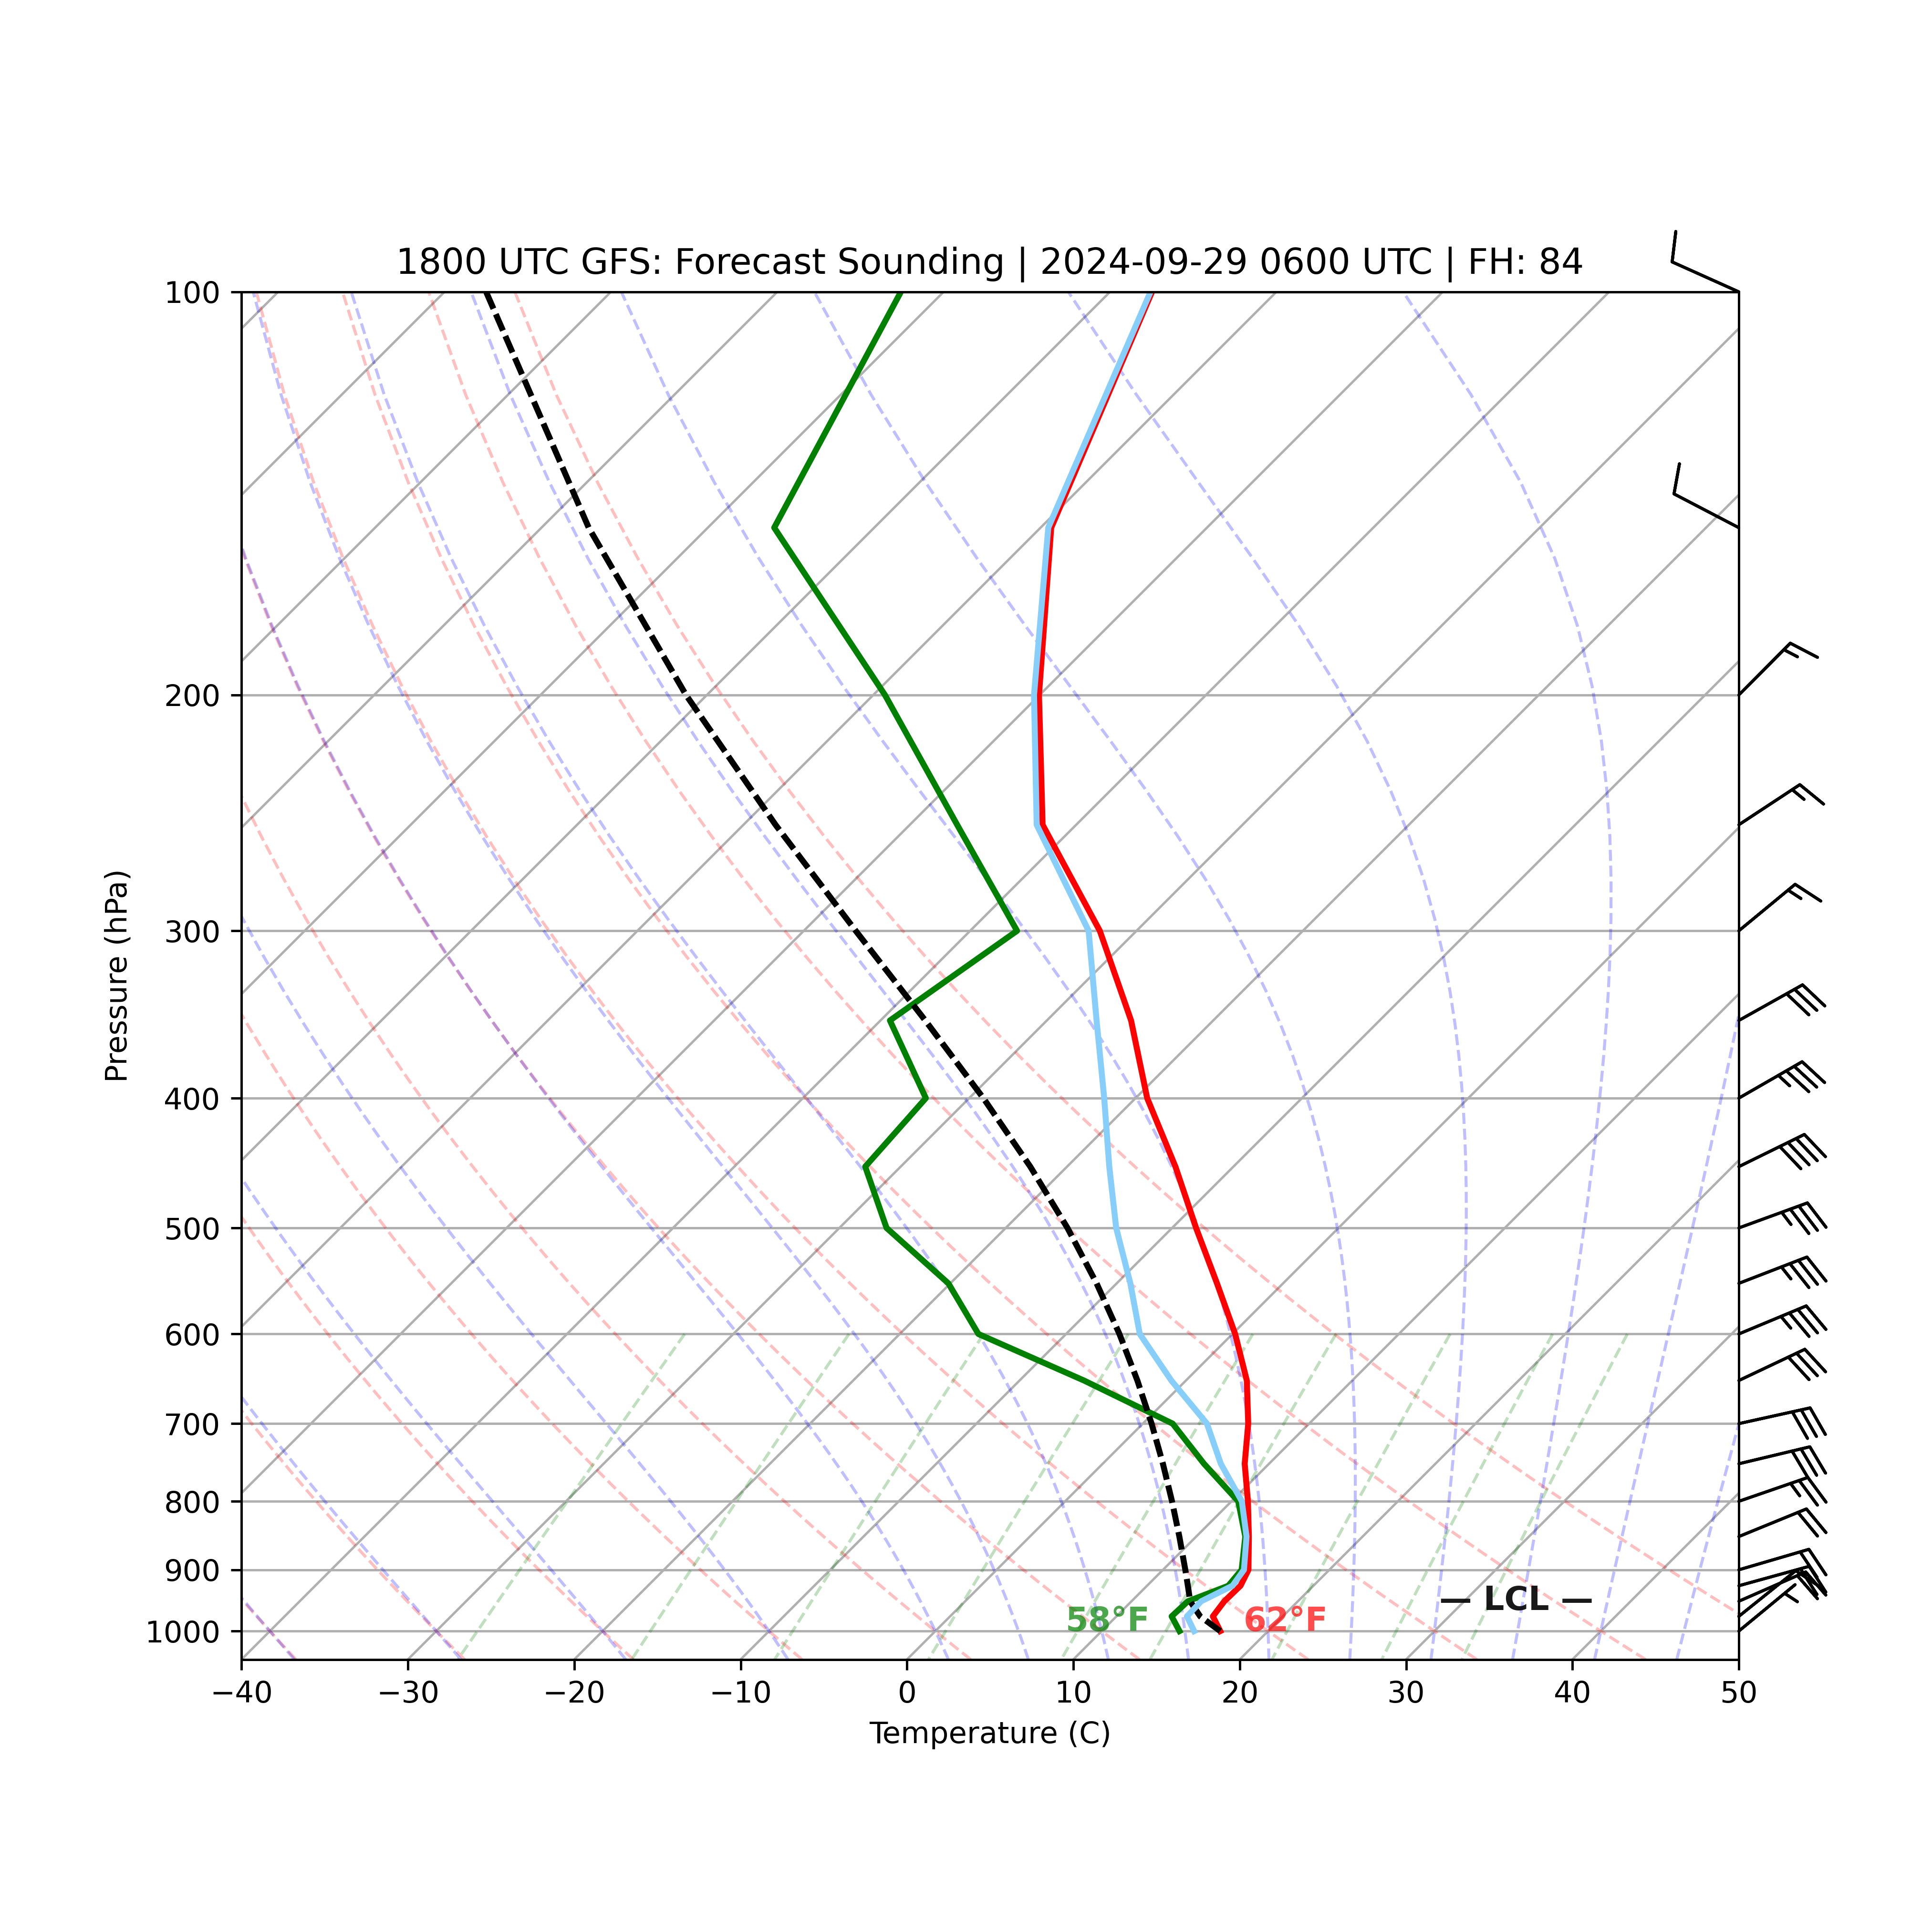 1800 UTC GFS: Forecast Sounding | 2024-09-29 0600 UTC | FH: 84
100
200
300
400
500
600
700
800
900
1000
Pressure (hPa)
58°F
62°F
— LCL —
−40 −30 −20 −10 0 10 20 30 40 50
Temperature (C)